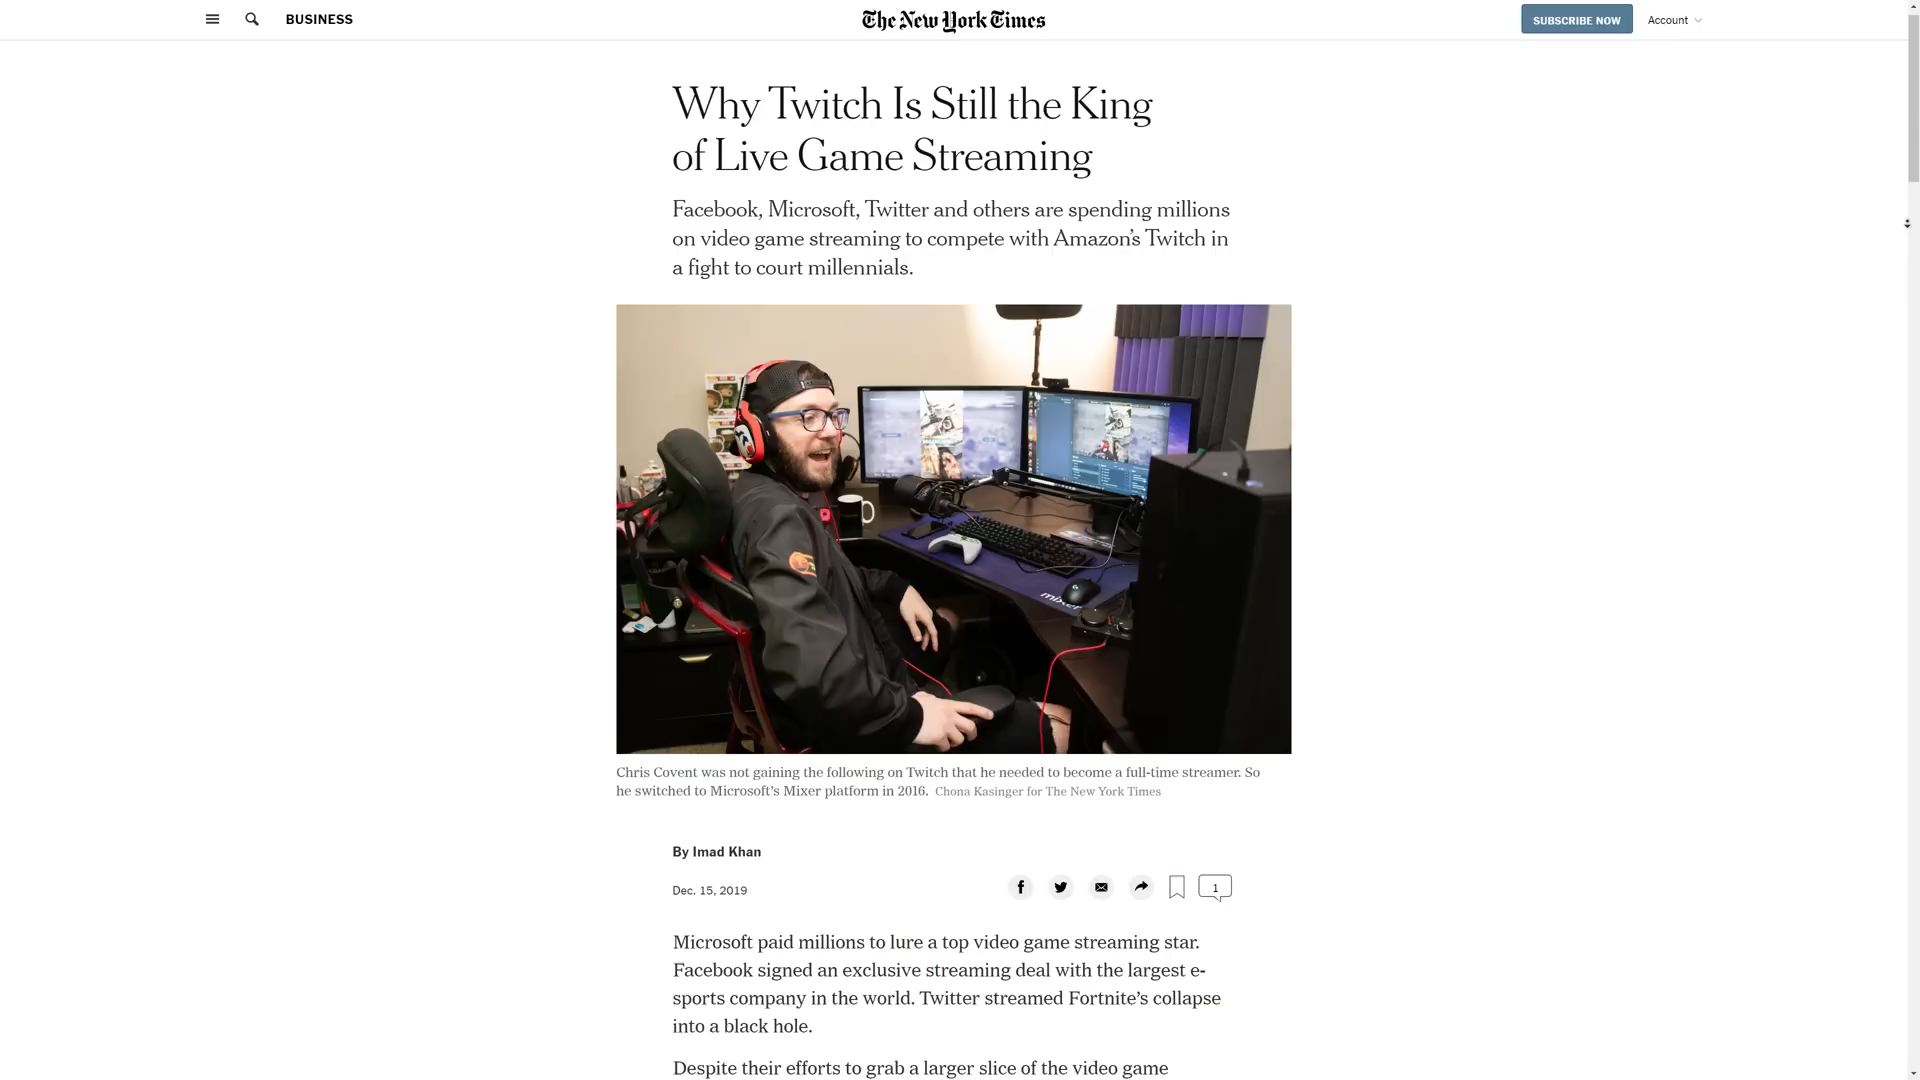 BUSINESS
The New York Times
SUBSCRIBE NOW
Account
Why Twitch Is Still the King
of Live Game Streaming
Facebook, Microsoft, Twitter and others are spending millions
on video game streaming to compete with Amazon’s Twitch in
a fight to court millennials.
mixer
Chris Covent was not gaining the following on Twitch that he needed to become a full-time streamer. So
he switched to Microsoft’s Mixer platform in 2016. Chona Kasinger for The New York Times
By Imad Khan
Dec. 15, 2019
1
Microsoft paid millions to lure a top video game streaming star.
Facebook signed an exclusive streaming deal with the largest e-
sports company in the world. Twitter streamed Fortnite’s collapse
into a black hole.
Despite their efforts to grab a larger slice of the video game